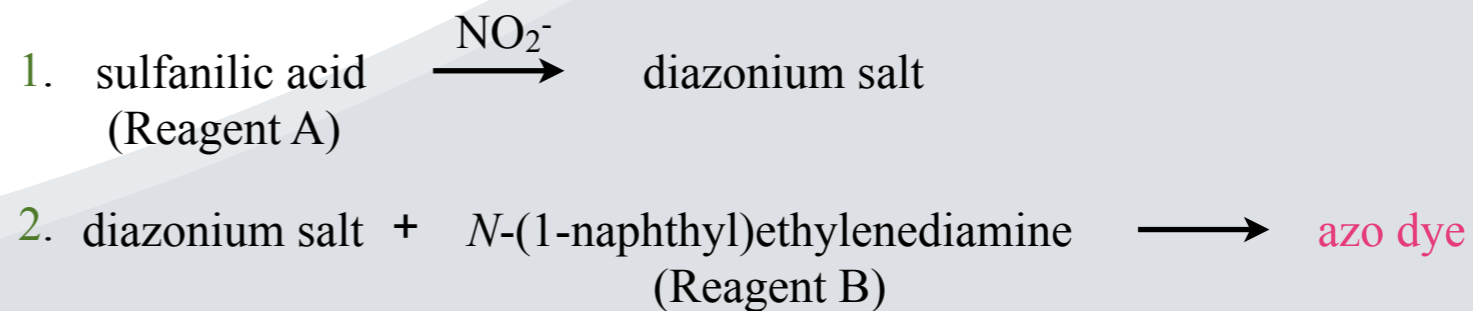 NO₂⁻
1. sulfanilic acid diazonium salt
(Reagent A)
2. diazonium salt + N-(1-naphthyl)ethylenediamine azo dye
(Reagent B)